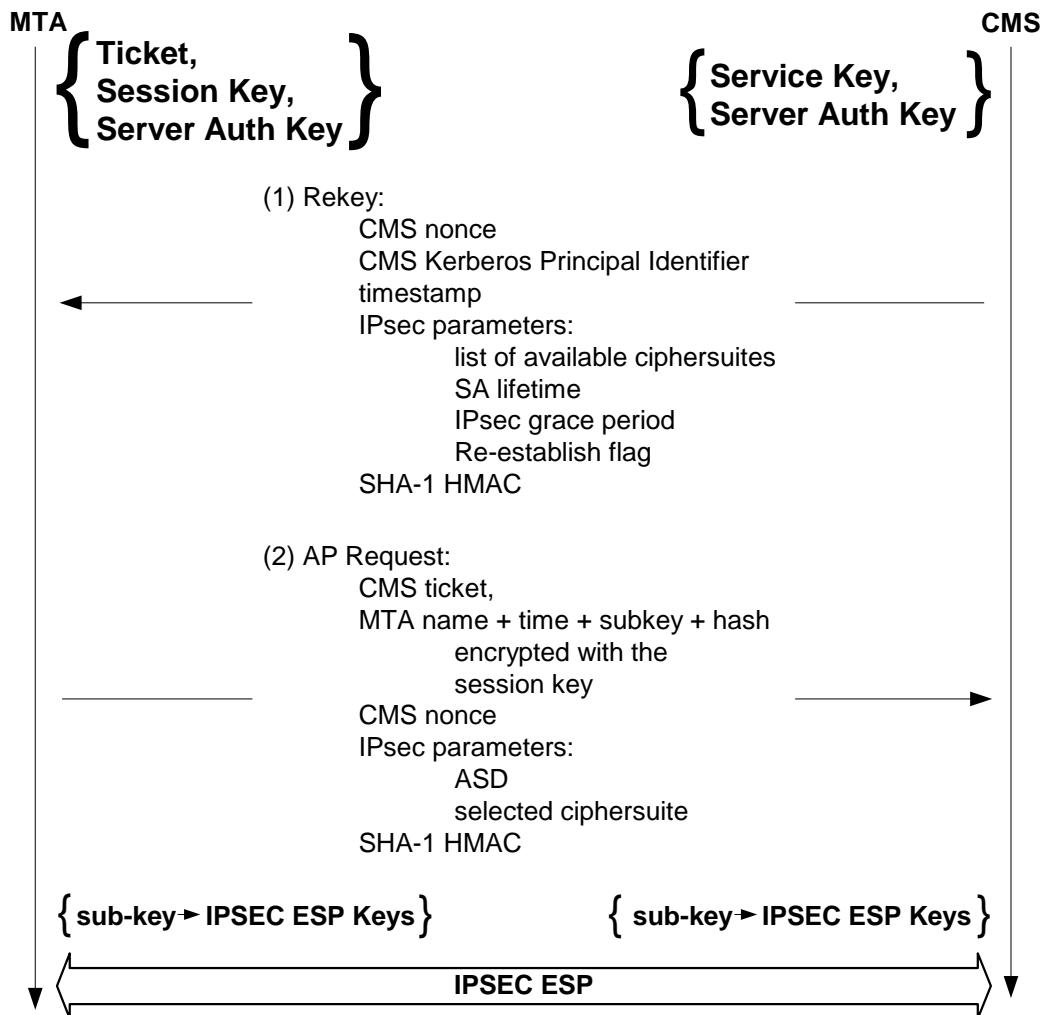 MTA
CMS
{ Ticket,
Session Key,
Server Auth Key }
{ Service Key,
Server Auth Key }
(1) Rekey:
CMS nonce
CMS Kerberos Principal Identifier
timestamp
IPsec parameters:
list of available ciphersuites
SA lifetime
IPsec grace period
Re-establish flag
SHA-1 HMAC
(2) AP Request:
CMS ticket,
MTA name + time + subkey + hash
encrypted with the
session key
CMS nonce
IPsec parameters:
ASD
selected ciphersuite
SHA-1 HMAC
{ sub-key → IPSEC ESP Keys }
{ sub-key → IPSEC ESP Keys }
IPSEC ESP